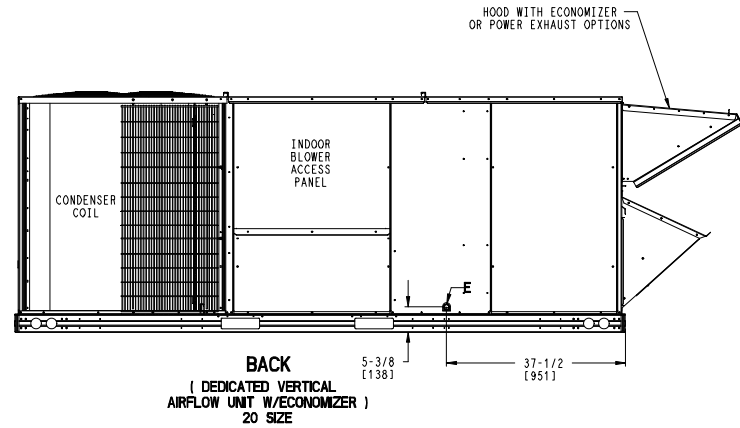 HOOD WITH ECONOMIZER
OR POWER EXHAUST OPTIONS
INDOOR
BLOWER
ACCESS
PANEL
CONDENSER
COIL
E
5-3/8
[138]
37-1/2
[951]
BACK
( DEDICATED VERTICAL
AIRFLOW UNIT W/ECONOMIZER )
20 SIZE